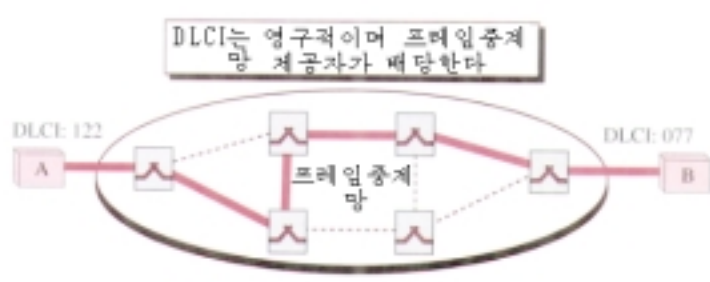 DLCI는 영구적이며 프레임중계
망 제공자가 배당한다
DLCI: 122
DLCI: 077
A
B
프레임중계
망